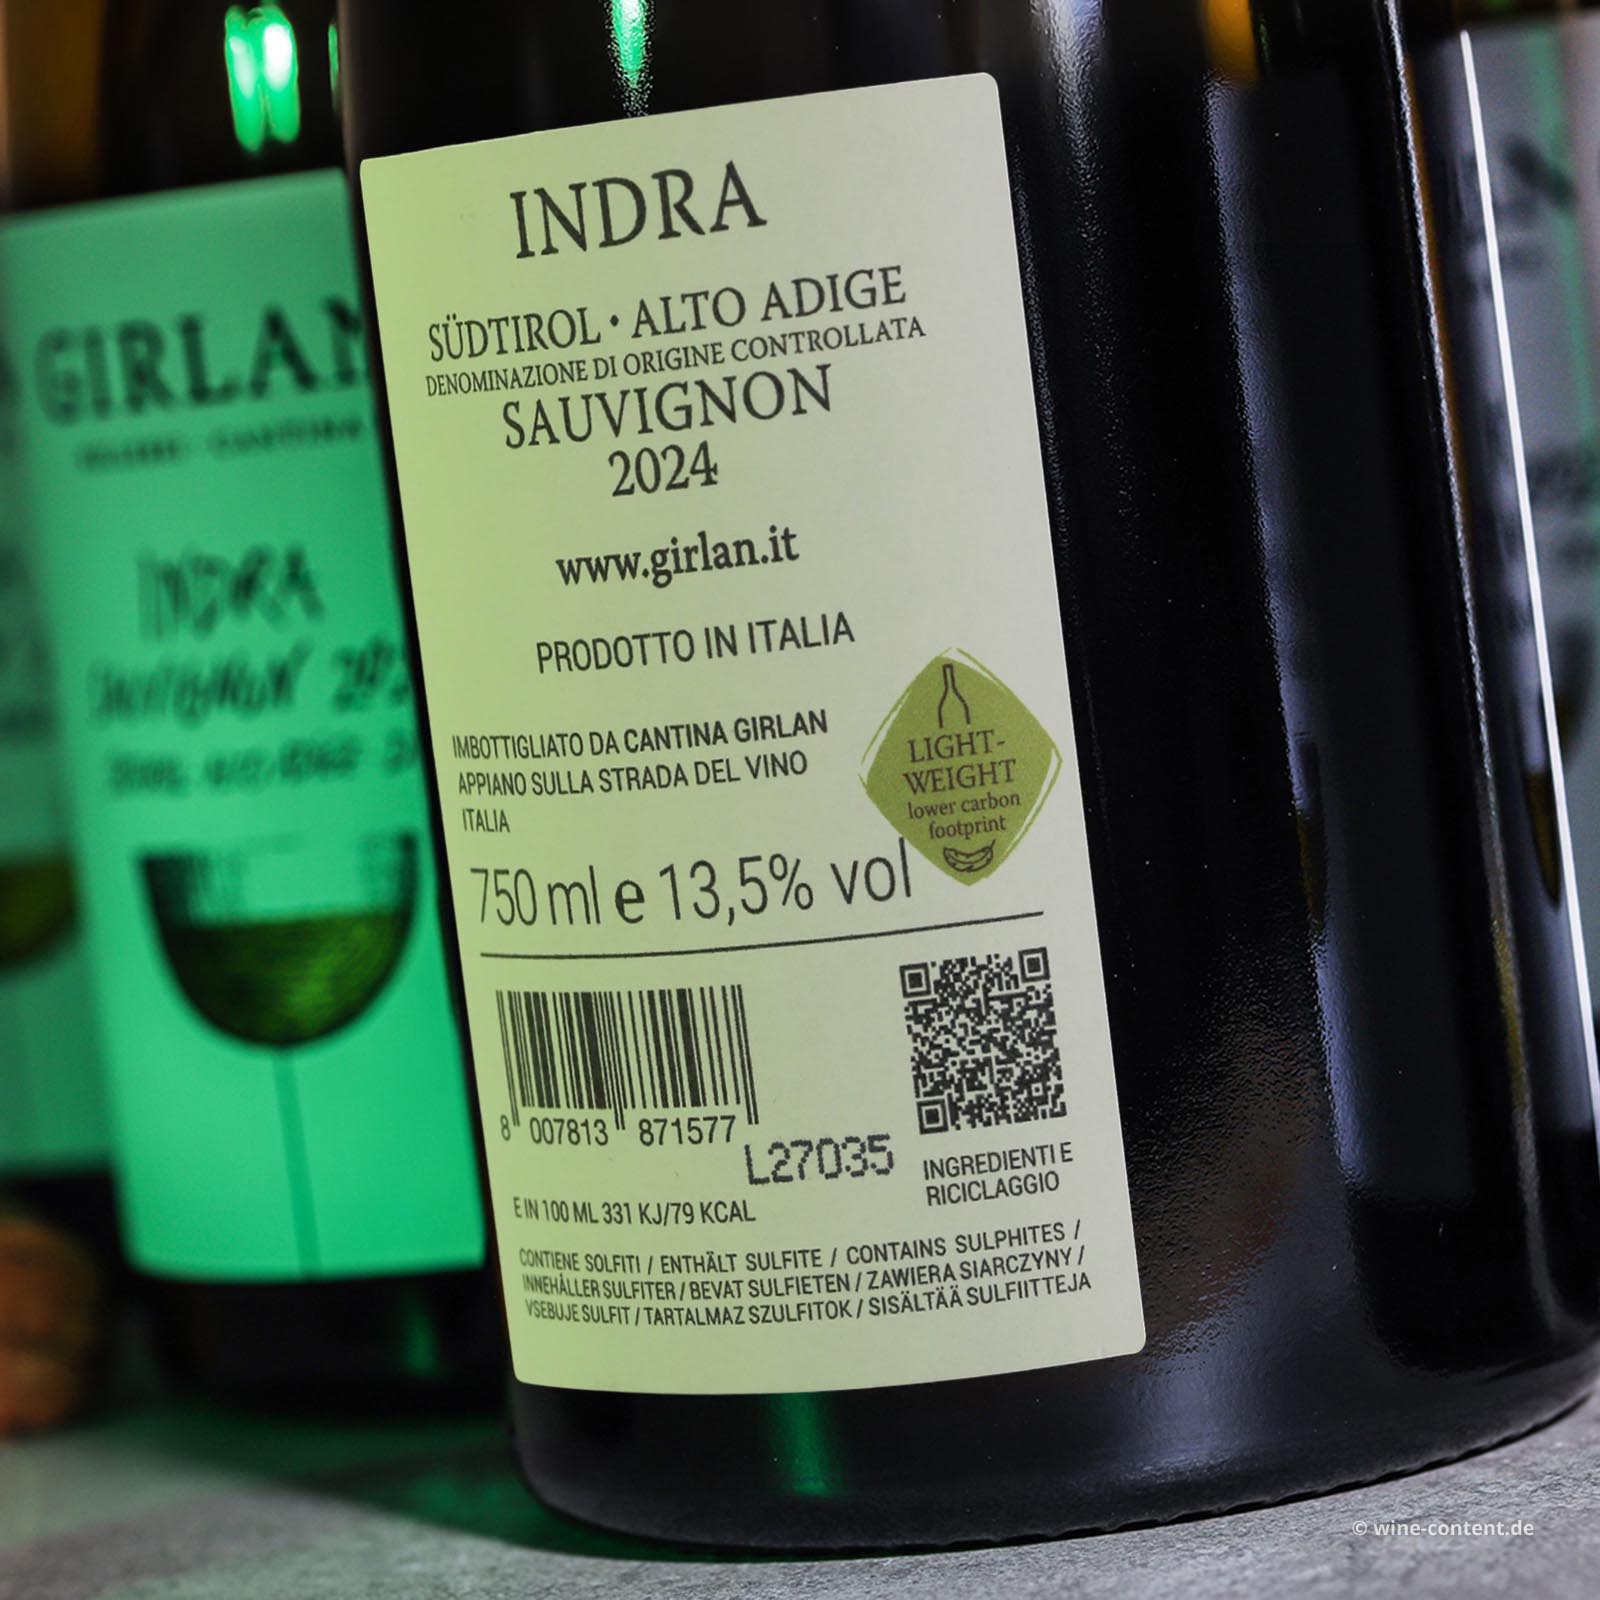 INDRA
SÜDTIROL • ALTO ADIGE
DENOMINAZIONE DI ORIGINE CONTROLLATA
SAUVIGNON
2024
www.girlan.it
PRODOTTO IN ITALIA
IMBOTTIGLIATO DA CANTINA GIRLAN
APPIANO SULLA STRADA DEL VINO
ITALIA
LIGHT-
WEIGHT
lower carbon
footprint
750 ml e 13,5% vol
8 007813 871577
L27035
INGREDIENTI E
RICICLAGGIO
E IN 100 ML 331 KJ/79 KCAL
CONTIENE SOLFITI / ENTHÄLT SULFITE / CONTAINS SULPHITES /
INNEHÅLLER SULFITER / BEVAT SULFIETEN / ZAWIERA SIARCZYNY /
VSEBUJE SULFIT / TARTALMAZ SZULFITOK / SISÄLTÄÄ SULFIITTEJA
GIRLAN
CANTINA
INDRA
SAUVIGNON
© wine-content.de